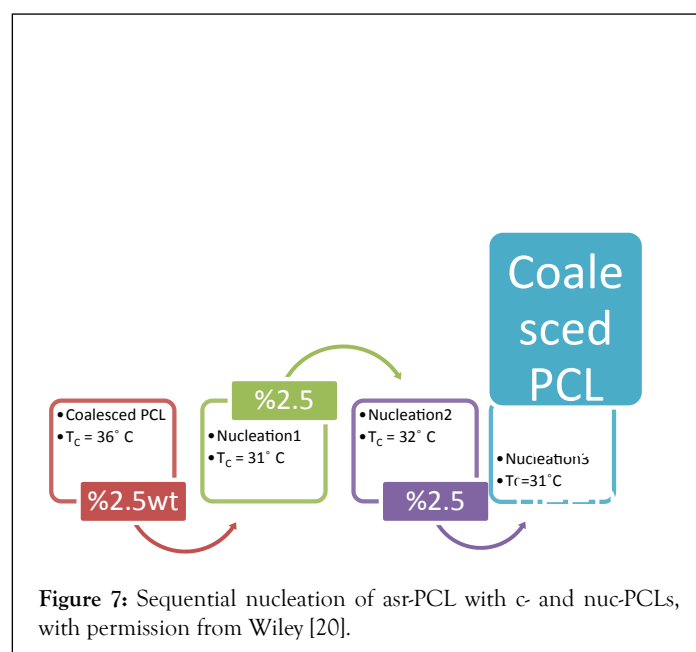 • Coalesced PCL
• T_C = 36˚ C
%2.5wt
%2.5
• Nucleation1
• T_C = 31˚ C
• Nucleation2
• T_C = 32˚ C
%2.5
Coale
sced
PCL
• Nucleation3
• Tc=31˚C
Figure 7: Sequential nucleation of asr-PCL with c- and nuc-PCLs,
with permission from Wiley [20].